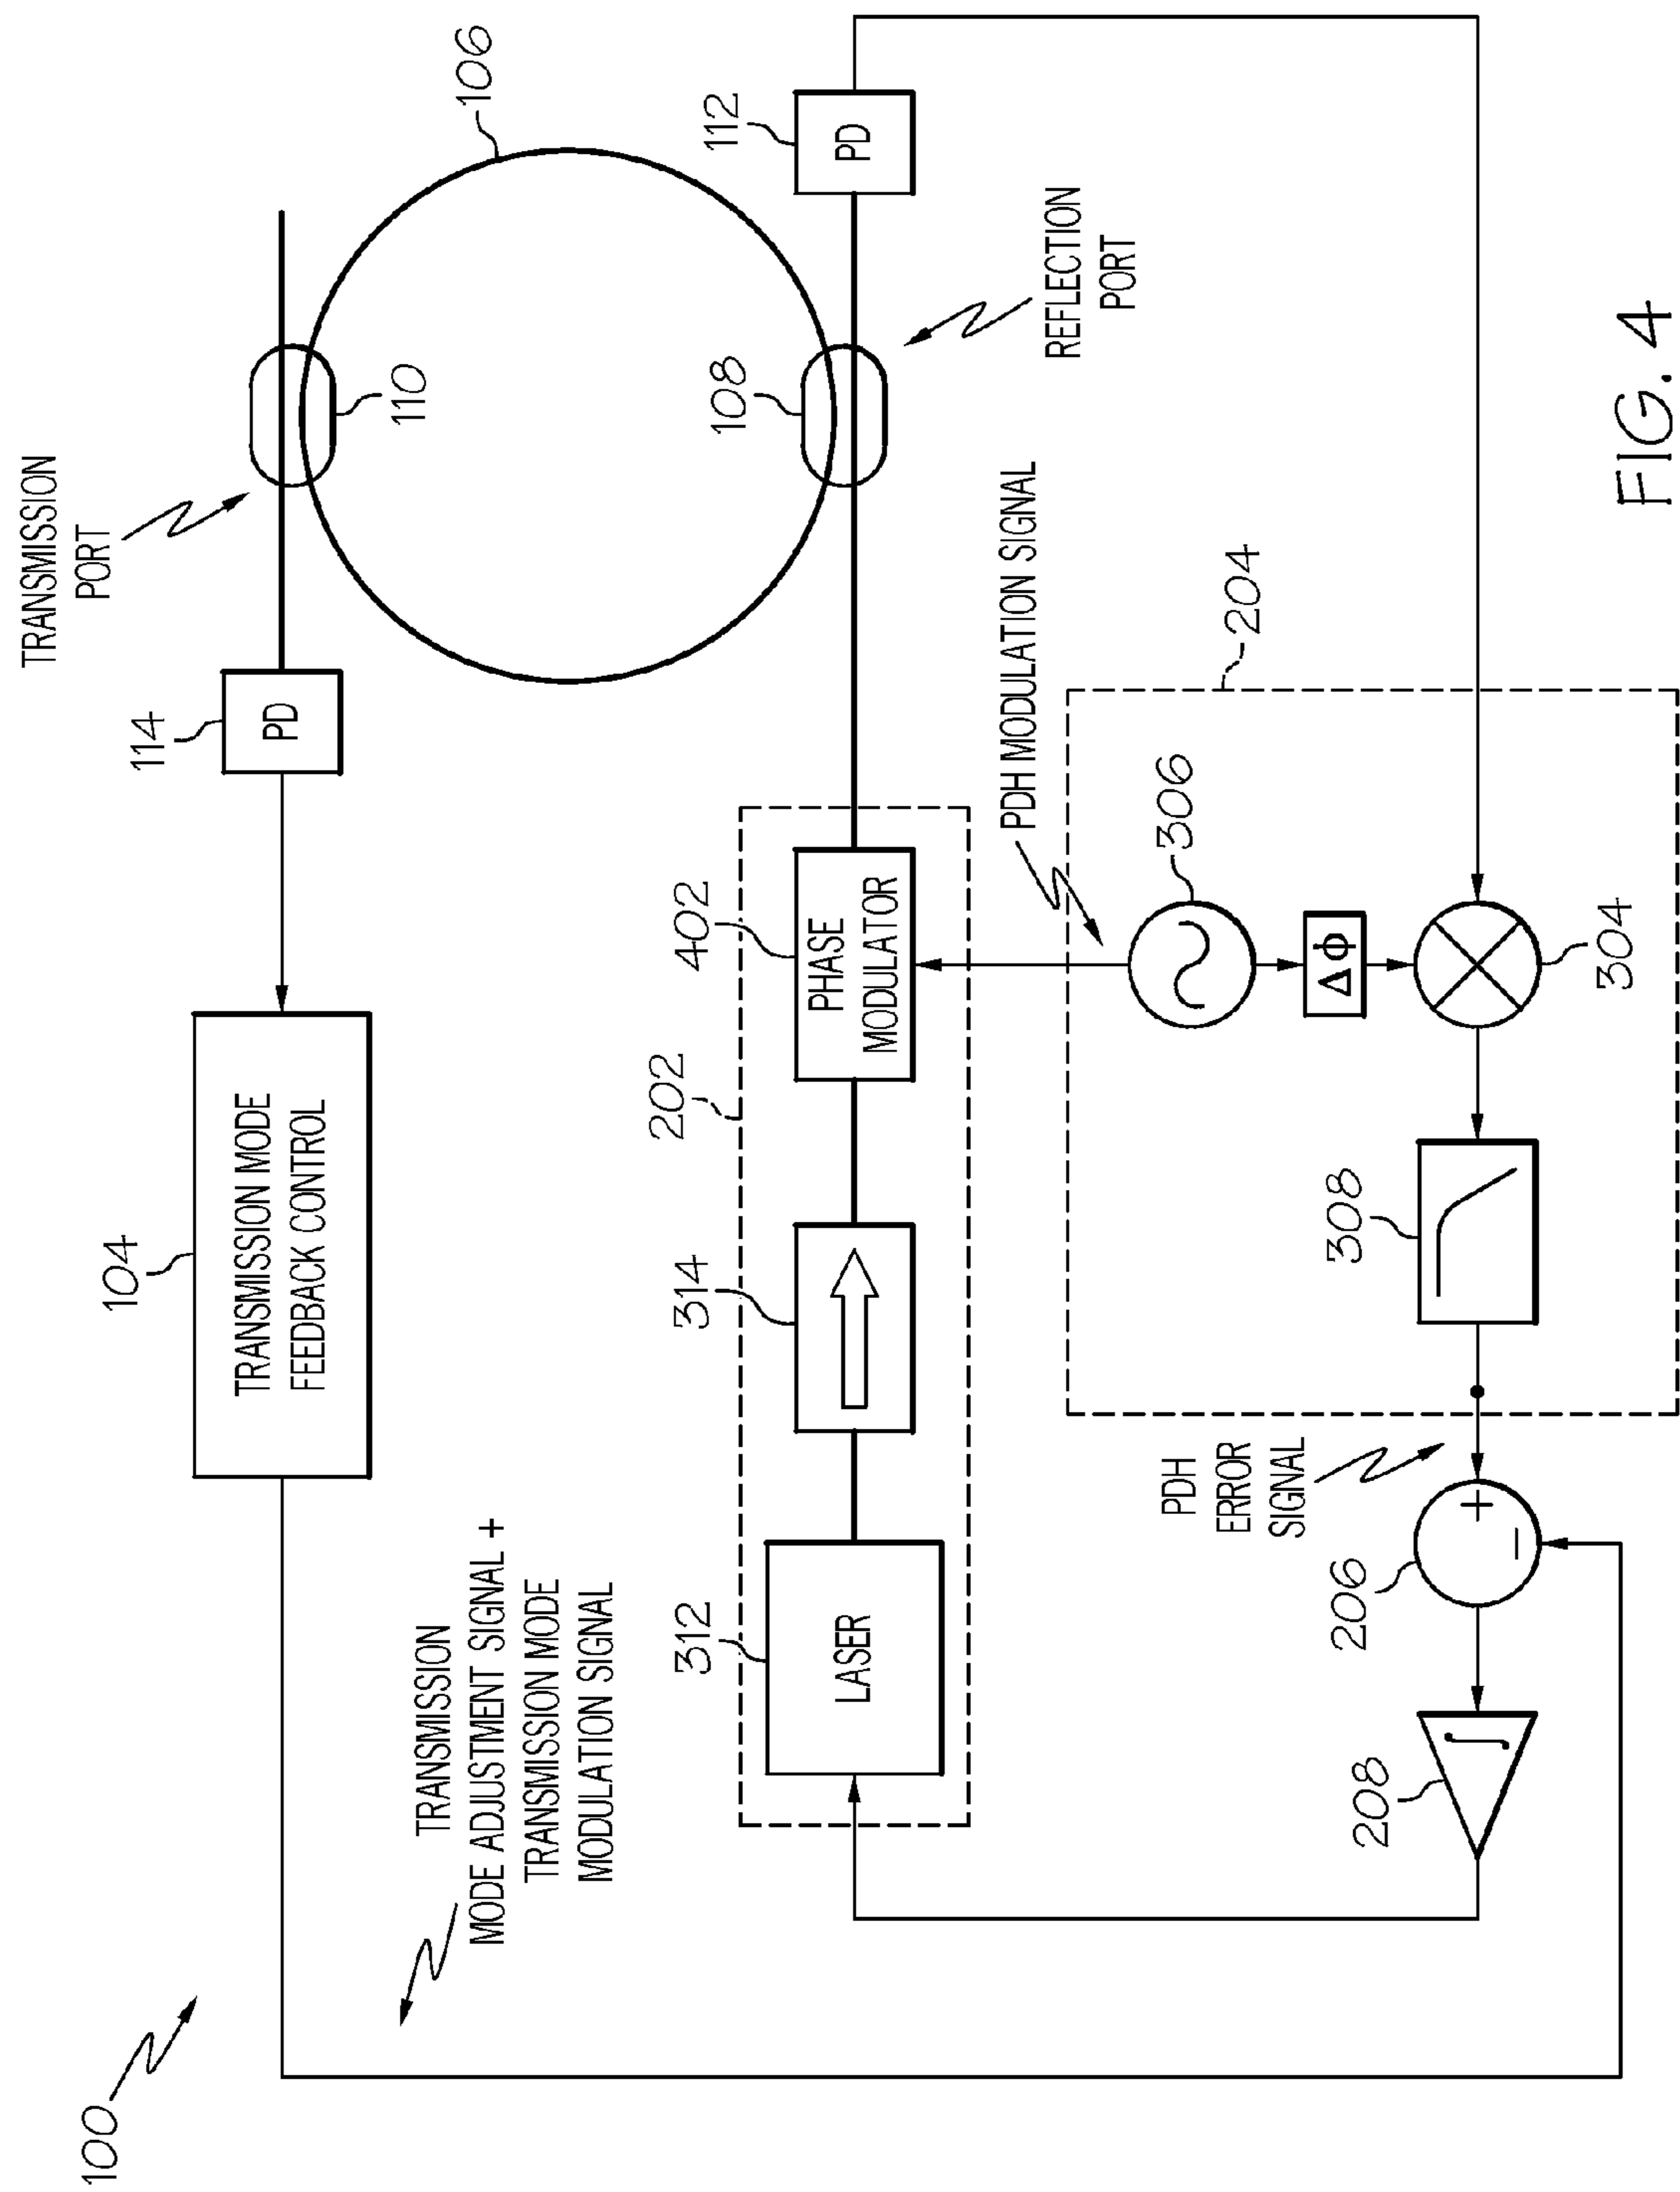 100
TRANSMISSION
PORT
106
114
PD
110
104
TRANSMISSION MODE
FEEDBACK CONTROL
TRANSMISSION
MODE ADJUSTMENT SIGNAL +
TRANSMISSION MODE
MODULATION SIGNAL
108
112
PD
REFLECTION
PORT
202
312
LASER
314
402
PHASE
MODULATOR
PDH MODULATION SIGNAL
204
306
Δϕ
304
308
PDH
ERROR
SIGNAL
206
+
−
208
∫
FIG. 4